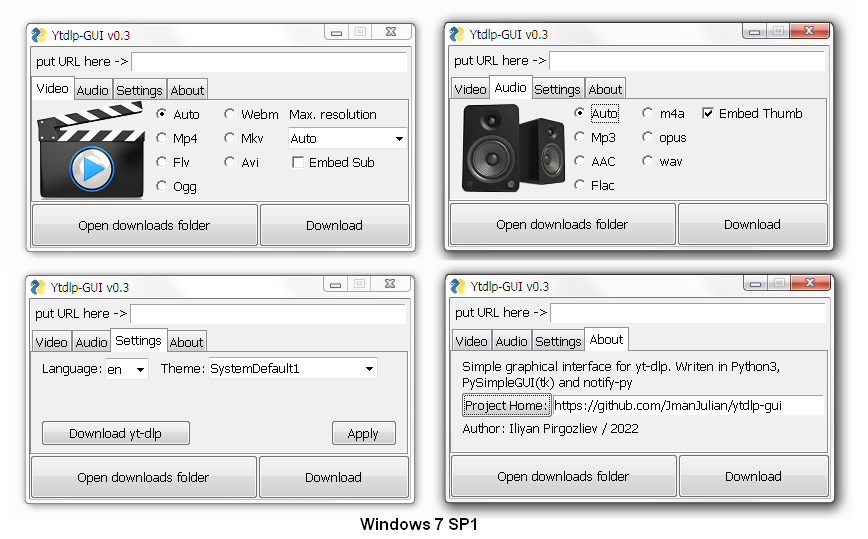 Ytdlp-GUI v0.3
put URL here ->
Video Audio Settings About
Auto Webm Max. resolution
Mp4 Mkv Auto
Flv Avi Embed Sub
Ogg
Open downloads folder Download
Ytdlp-GUI v0.3
put URL here ->
Video Audio Settings About
Auto m4a Embed Thumb
Mp3 opus
AAC wav
Flac
Open downloads folder Download
Ytdlp-GUI v0.3
put URL here ->
Video Audio Settings About
Language: en Theme: SystemDefault1
Download yt-dlp Apply
Open downloads folder Download
Ytdlp-GUI v0.3
put URL here ->
Video Audio Settings About
Simple graphical interface for yt-dlp. Writen in Python3,
PySimpleGUI(tk) and notify-py
Project Home: https://github.com/JmanJulian/ytdlp-gui
Author: Iliyan Pirgozliev / 2022
Open downloads folder Download
Windows 7 SP1